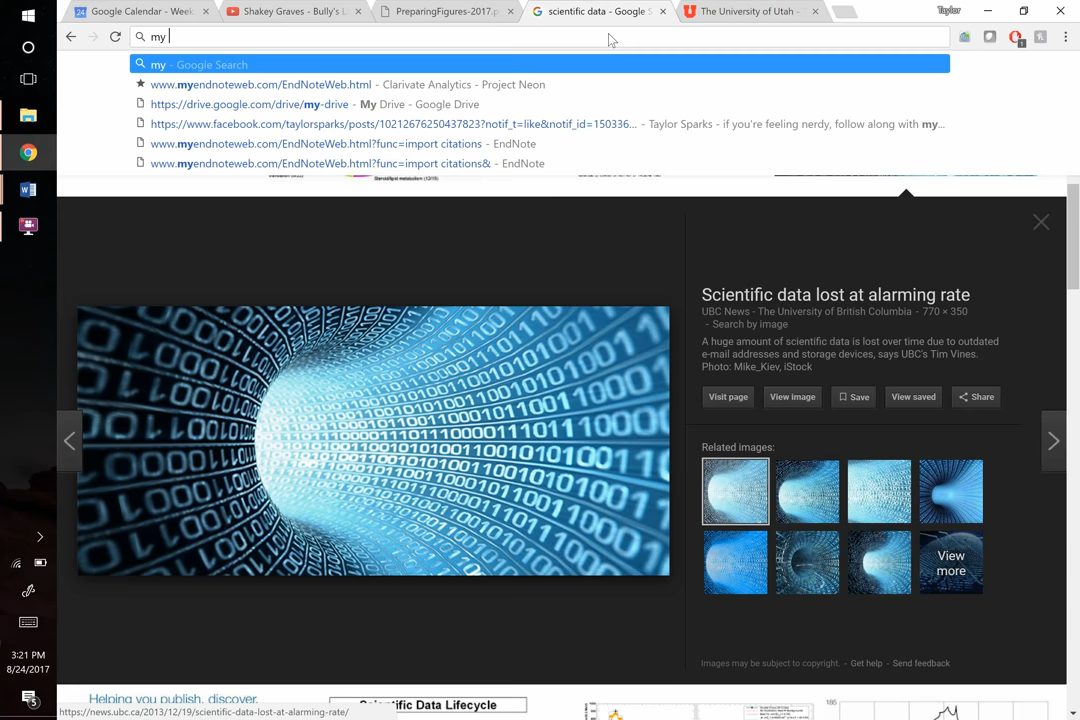 24 Google Calendar - Week
Shakey Graves - Bully's L
PreparingFigures-2017.p
scientific data - Google S
The University of Utah -
Taylor
my
1
my - Google Search
www.myendnoteweb.com/EndNoteWeb.html - Clarivate Analytics - Project Neon
https://drive.google.com/drive/my-drive - My Drive - Google Drive
https://www.facebook.com/taylorsparks/posts/10212676250437823?notif_t=like&notif_id=150336... - Taylor Sparks - if you're feeling nerdy, follow along with my...
www.myendnoteweb.com/EndNoteWeb.html?func=import citations - EndNote
www.myendnoteweb.com/EndNoteWeb.html?func=import citations& - EndNote
Scientific data lost at alarming rate
UBC News - The University of British Columbia - 770 × 350
- Search by image
A huge amount of scientific data is lost over time due to outdated
e-mail addresses and storage devices, says UBC's Tim Vines.
Photo: Mike_Kiev, iStock
Visit page
View image
Save
View saved
Share
Related images:
View
more
Images may be subject to copyright. - Get help - Send feedback
3:21 PM
8/24/2017
5
Helping you publish, discover,
Scientific Data Lifecycle
185
https://news.ubc.ca/2013/12/19/scientific-data-lost-at-alarming-rate/